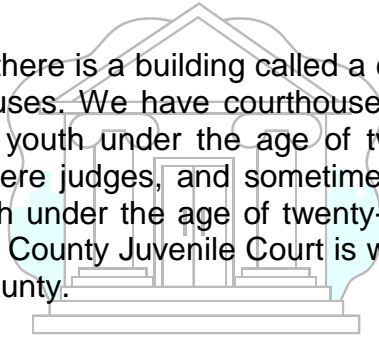 there is a building called a
uses. We have courthouse
youth under the age of
ere judges, and sometime
h under the age of twenty-
County Juvenile Court is
unty.